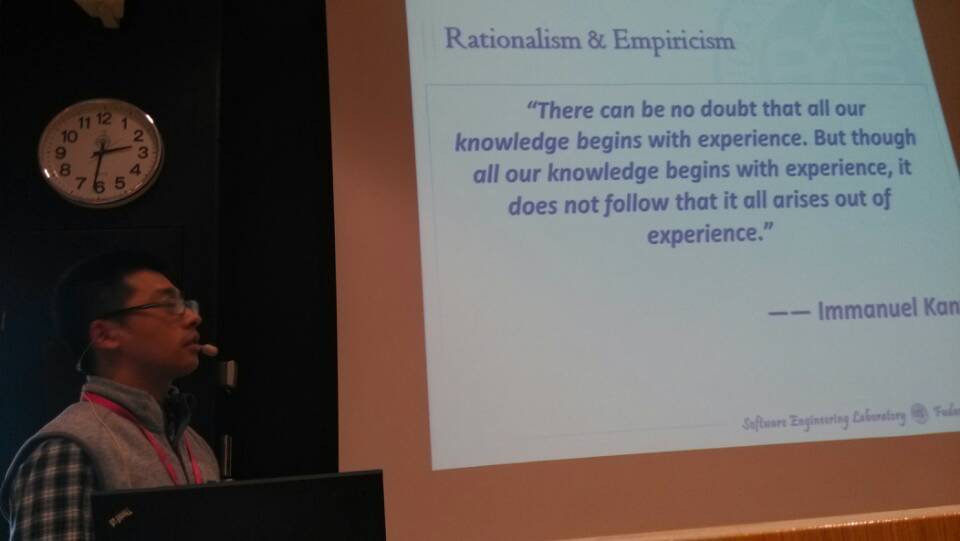 Rationalism & Empiricism
“There can be no doubt that all our
knowledge begins with experience. But though
all our knowledge begins with experience, it
does not follow that it all arises out of
experience.”
—— Immanuel Kan
Software Engineering Laboratory Fuda
12
1
2
3
4
5
6
7
8
9
10
11
ThinkPad